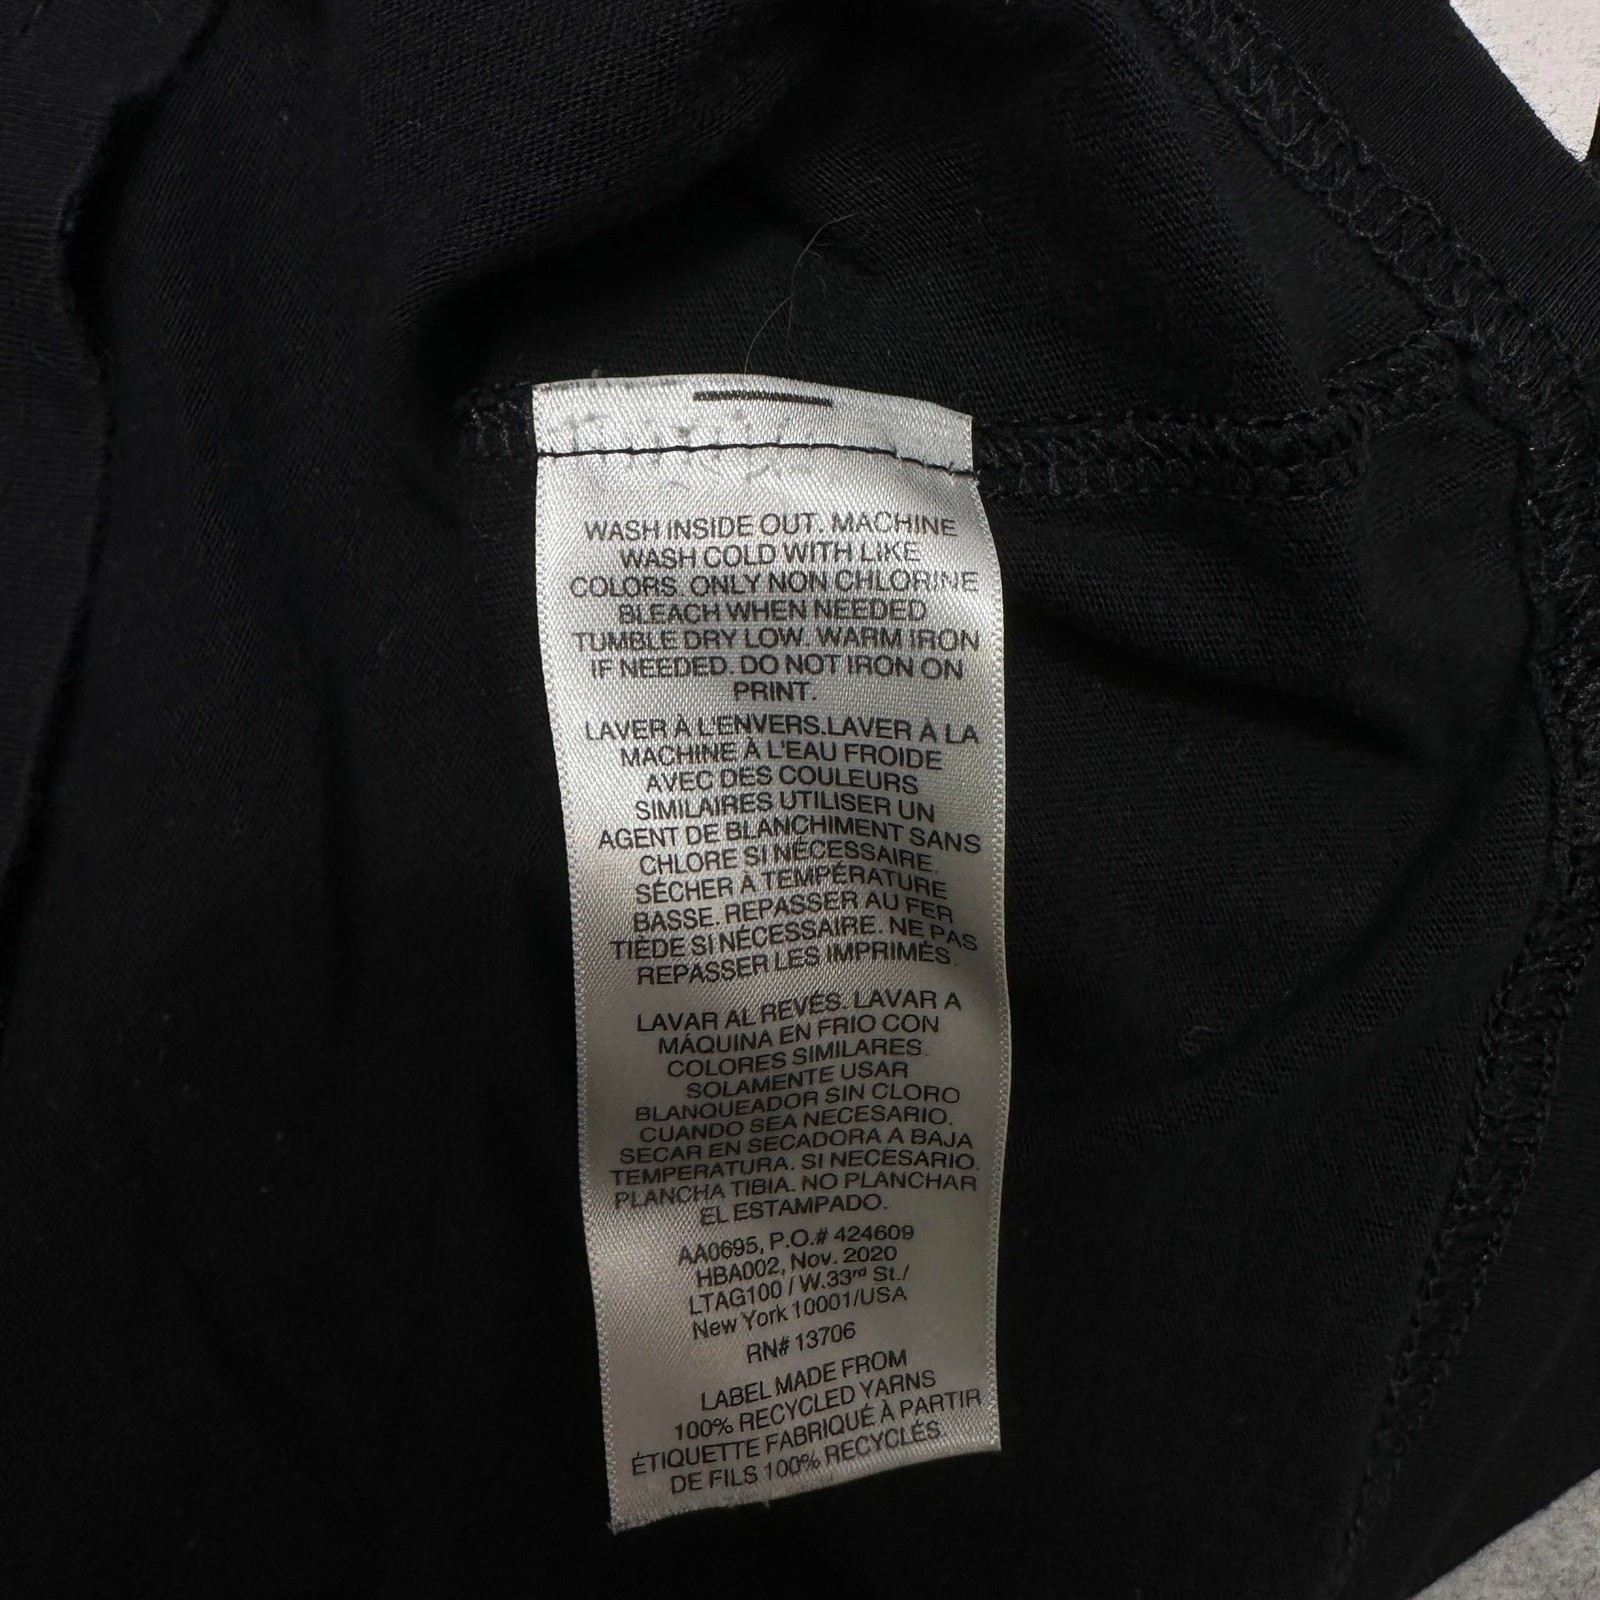 WASH INSIDE OUT. MACHINE
WASH COLD WITH LIKE
COLORS. ONLY NON CHLORINE
BLEACH WHEN NEEDED
TUMBLE DRY LOW. WARM IRON
IF NEEDED. DO NOT IRON ON
PRINT.
LAVER À L'ENVERS.LAVER À LA
MACHINE À L'EAU FROIDE
AVEC DES COULEURS
SIMILAIRES UTILISER UN
AGENT DE BLANCHIMENT SANS
CHLORE SI NÉCESSAIRE.
SÉCHER À TEMPÉRATURE
BASSE. REPASSER AU FER
TIÈDE SI NÉCESSAIRE. NE PAS
REPASSER LES IMPRIMÉS.
LAVAR AL REVÉS. LAVAR A
MÁQUINA EN FRIO CON
COLORES SIMILARES.
SOLAMENTE USAR
BLANQUEADOR SIN CLORO
CUANDO SEA NECESARIO.
SECAR EN SECADORA A BAJA
TEMPERATURA. SI NECESARIO.
PLANCHA TIBIA. NO PLANCHAR
EL ESTAMPADO.
AA0695, P.O.# 424609
HBA002, Nov. 2020
LTAG100 / W.33rd St./
New York 10001/USA
RN# 13706
LABEL MADE FROM
100% RECYCLED YARNS
ÉTIQUETTE FABRIQUÉ À PARTIR
DE FILS 100% RECYCLÉS